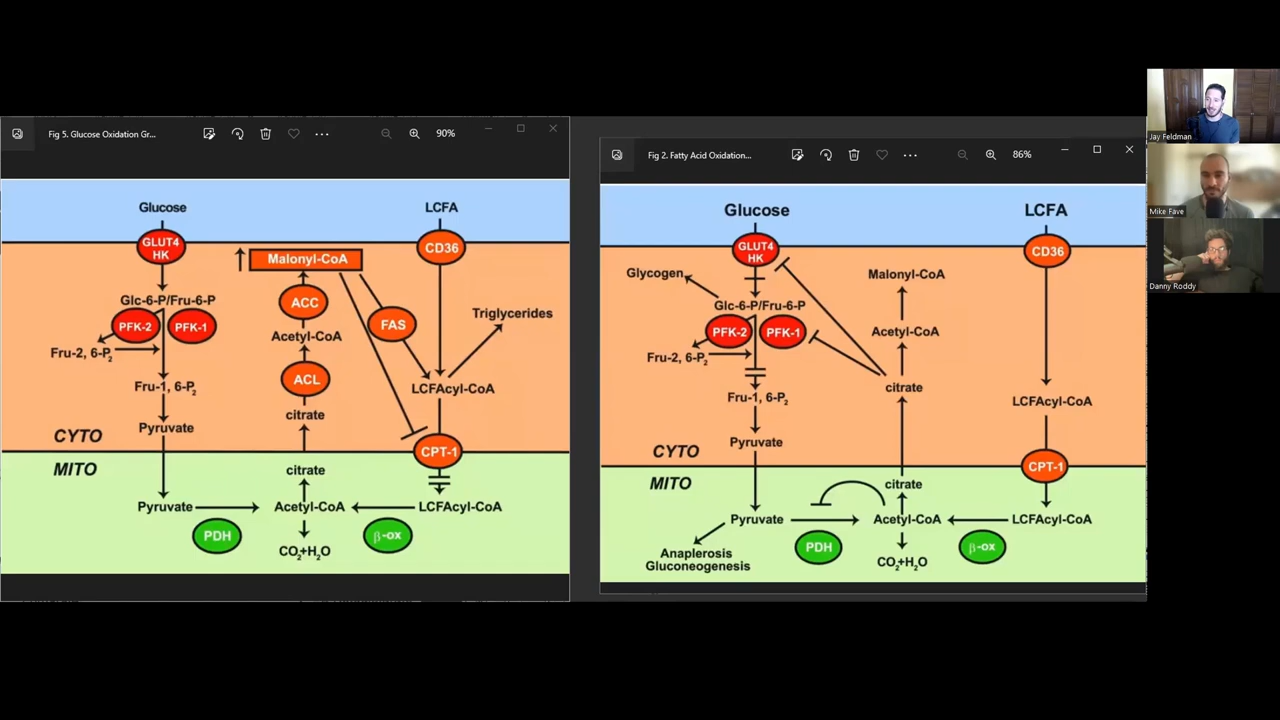 Fig 5. Glucose Oxidation Gr...
90%
Glucose
LCFA
GLUT4
HK
Malonyl-CoA
CD36
Glc-6-P/Fru-6-P
ACC
PFK-2
PFK-1
FAS
Triglycerides
Acetyl-CoA
Fru-2, 6-P₂
ACL
Fru-1, 6-P₂
LCFAcyl-CoA
citrate
Pyruvate
CYTO
CPT-1
MITO
citrate
Pyruvate
Acetyl-CoA
LCFAcyl-CoA
PDH
β-ox
CO₂+H₂O
Fig 2. Fatty Acid Oxidation...
86%
Glucose
LCFA
GLUT4
HK
CD36
Glycogen
Malonyl-CoA
Glc-6-P/Fru-6-P
PFK-2
PFK-1
Acetyl-CoA
Fru-2, 6-P₂
citrate
Fru-1, 6-P₂
LCFAcyl-CoA
Pyruvate
CYTO
CPT-1
MITO
citrate
Pyruvate
Acetyl-CoA
LCFAcyl-CoA
Anaplerosis
Gluconeogenesis
PDH
β-ox
CO₂+H₂O
Jay Feldman
Mike Fave
Danny Roddy